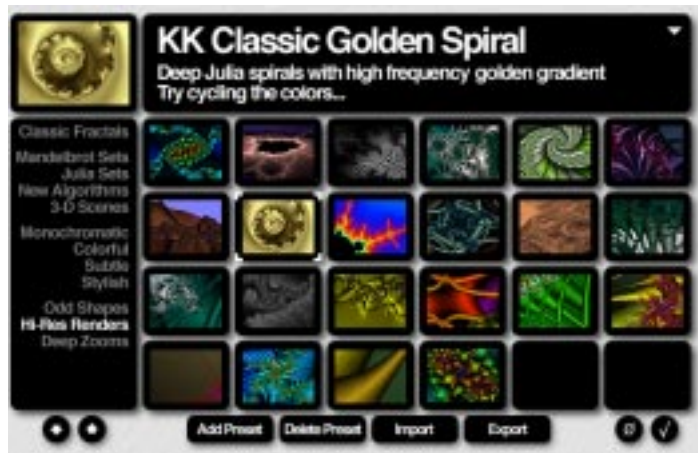 KK Classic Golden Spiral
Deep Julia spirals with high frequency golden gradient
Try cycling the colors...
Classic Fractals
Mandelbrot Sets
Julia Sets
New Algorithms
3-D Scenes
Monochromatic
Colorful
Subtle
Stylish
Odd Shapes
Hi-Res Renders
Deep Zooms
Add Preset Delete Preset Import Export